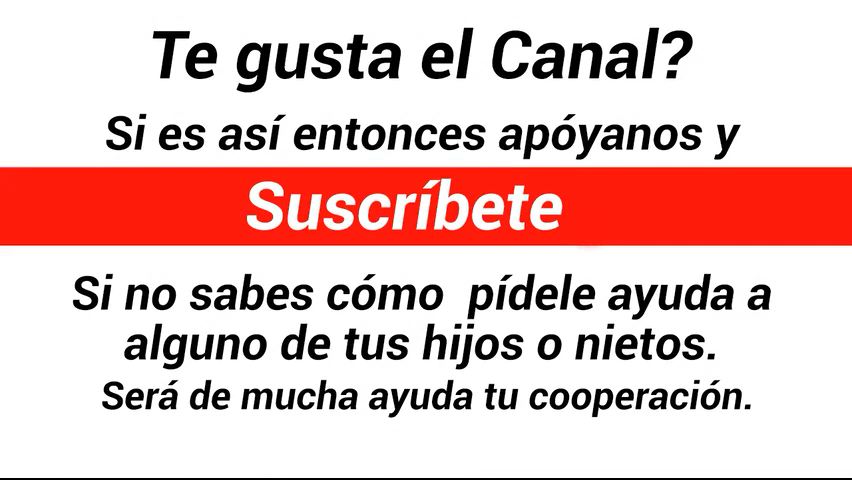 Te gusta el Canal?
Si es así entonces apóyanos y
Suscríbete
Si no sabes cómo pídele ayuda a
alguno de tus hijos o nietos.
Será de mucha ayuda tu cooperación.